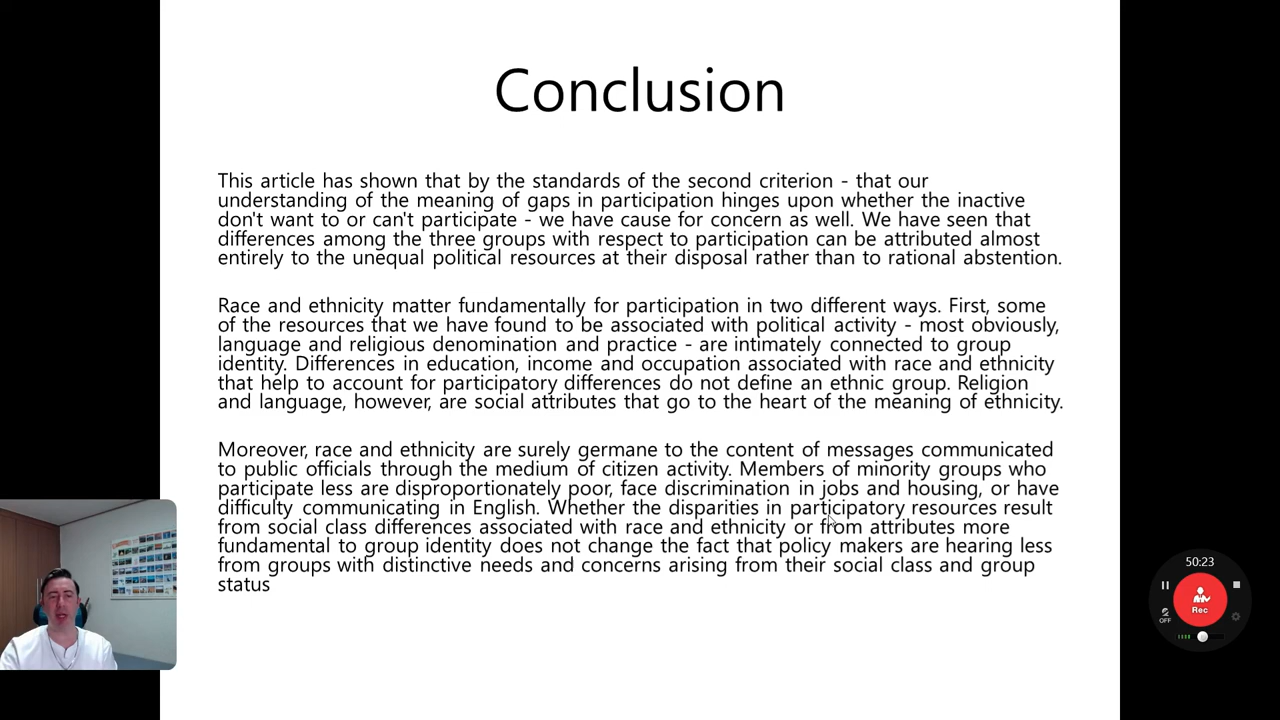 Conclusion
This article has shown that by the standards of the second criterion - that our
understanding of the meaning of gaps in participation hinges upon whether the inactive
don't want to or can't participate - we have cause for concern as well. We have seen that
differences among the three groups with respect to participation can be attributed almost
entirely to the unequal political resources at their disposal rather than to rational abstention.
Race and ethnicity matter fundamentally for participation in two different ways. First, some
of the resources that we have found to be associated with political activity - most obviously,
language and religious denomination and practice - are intimately connected to group
identity. Differences in education, income and occupation associated with race and ethnicity
that help to account for participatory differences do not define an ethnic group. Religion
and language, however, are social attributes that go to the heart of the meaning of ethnicity.
Moreover, race and ethnicity are surely germane to the content of messages communicated
to public officials through the medium of citizen activity. Members of minority groups who
participate less are disproportionately poor, face discrimination in jobs and housing, or have
difficulty communicating in English. Whether the disparities in participatory resources result
from social class differences associated with race and ethnicity or from attributes more
fundamental to group identity does not change the fact that policy makers are hearing less
from groups with distinctive needs and concerns arising from their social class and group
status
50:23
Rec
OFF